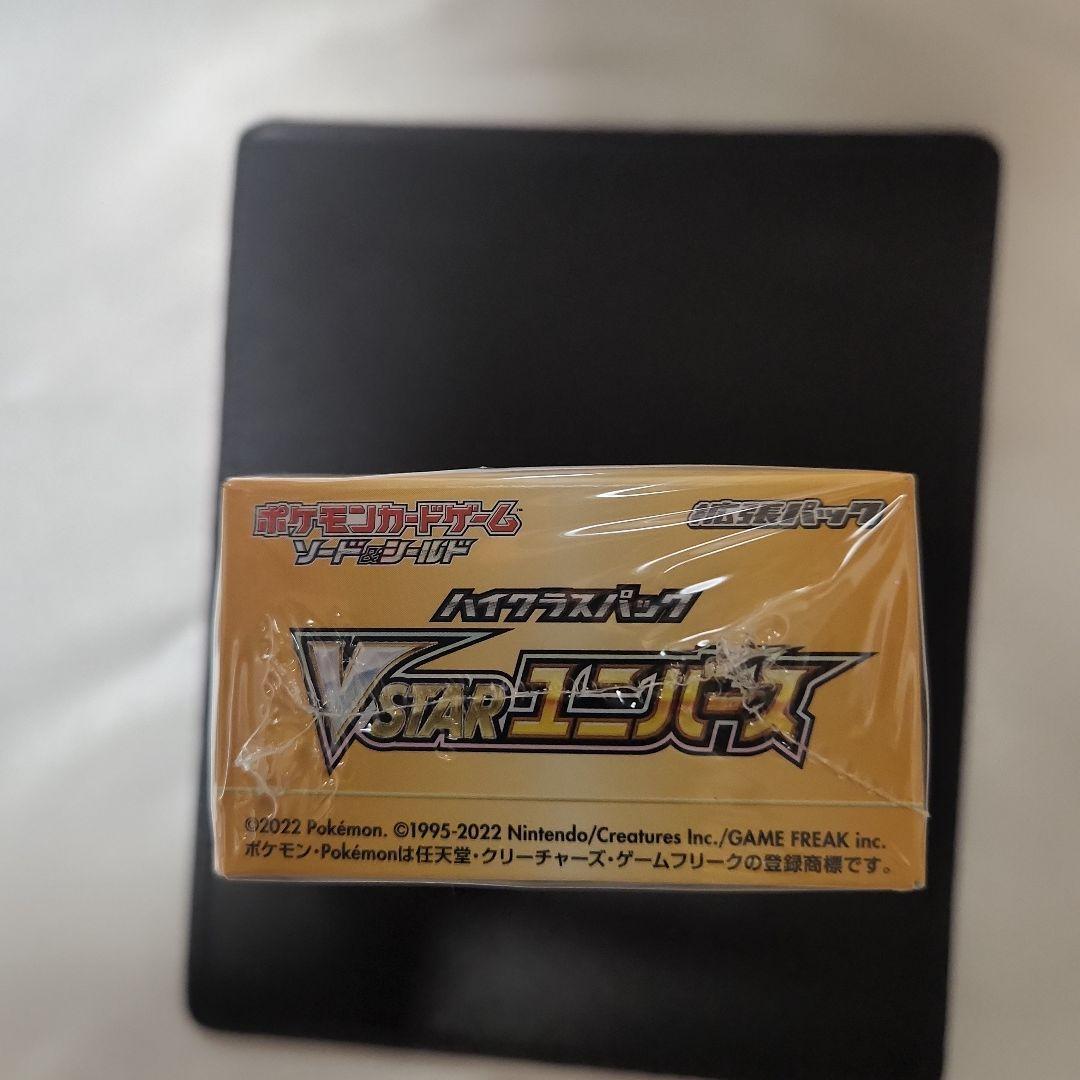 ポケモンカードゲーム
ソード&シールド
拡張パック
ハイクラスパック
VSTARユニバース
©2022 Pokémon. ©1995-2022 Nintendo/Creatures Inc./GAME FREAK inc.
ポケモン・Pokémonは任天堂・クリーチャーズ・ゲームフリークの登録商標です。